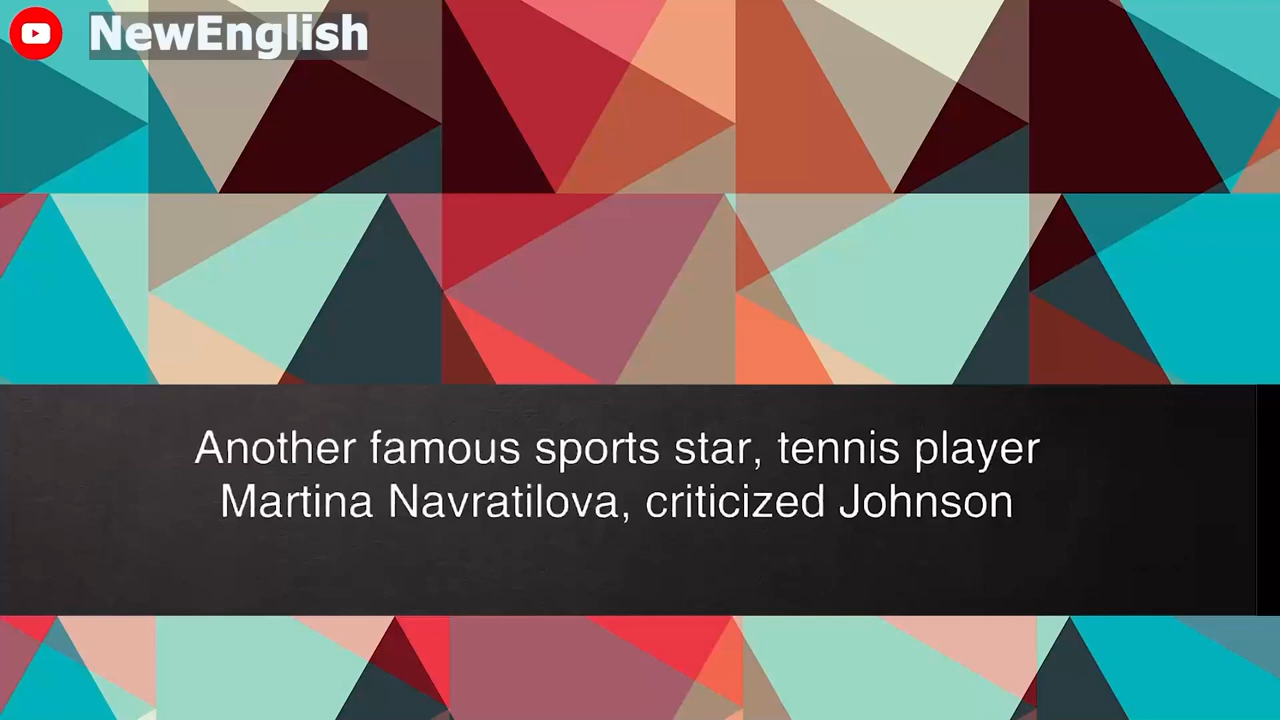 NewEnglish
Another famous sports star, tennis player
Martina Navratilova, criticized Johnson